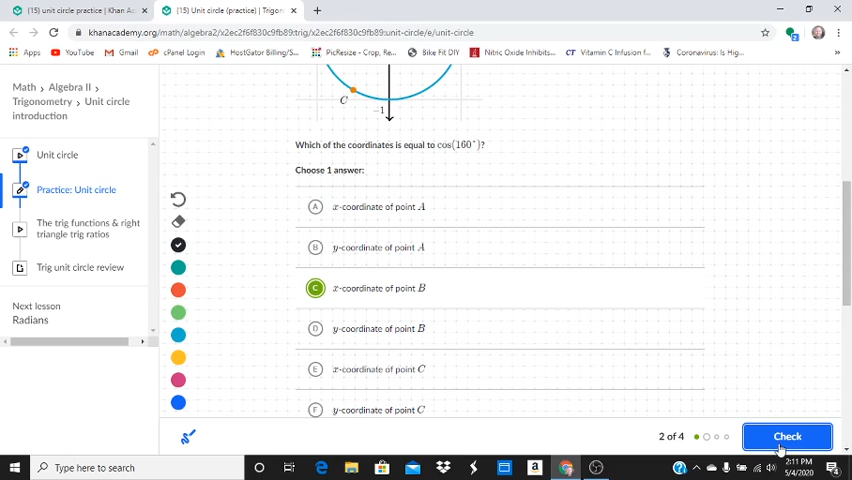 (15) unit circle practice | Khan Ac
(15) Unit Circle (practice) | Trigon
khanacademy.org/math/algebra2/x2ec2f6f830c9fb89:trig/x2ec2f6f830c9fb89:unit-circle/e/unit-circle
Apps
YouTube
Gmail
cPanel Login
HostGator Billing/S...
PicResize - Crop, Re...
Bike Fit DIY
Nitric Oxide Inhibits...
CT
Vitamin C Infusion f...
Coronavirus: Is Hig...
Math
Algebra II
Trigonometry
Unit circle
introduction
Unit circle
Practice: Unit circle
The trig functions & right
triangle trig ratios
Trig unit circle review
Next lesson
Radians
C
−1
Which of the coordinates is equal to cos(160°)?
Choose 1 answer:
A x-coordinate of point A
B y-coordinate of point A
C x-coordinate of point B
D y-coordinate of point B
E x-coordinate of point C
F y-coordinate of point C
2 of 4
Check
Type here to search
2:11 PM
5/4/2020
4